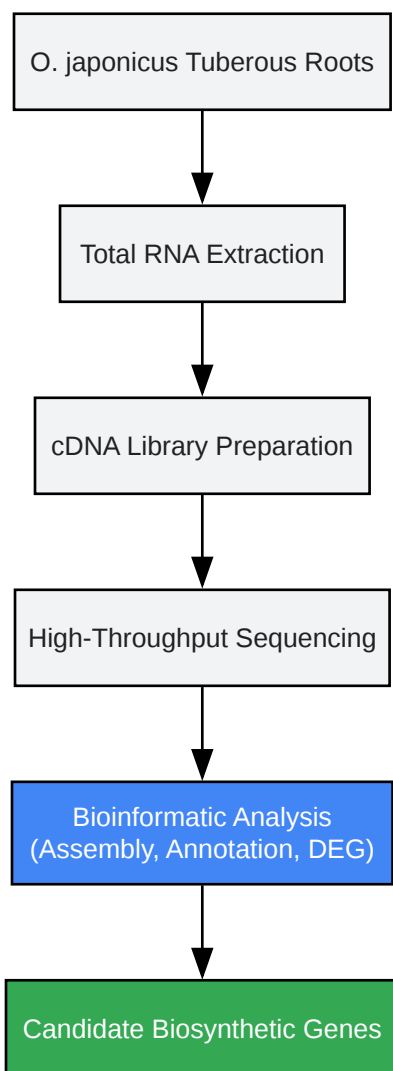 O. japonicus Tuberous Roots
Total RNA Extraction
cDNA Library Preparation
High-Throughput Sequencing
Bioinformatic Analysis
(Assembly, Annotation, DEG)
Candidate Biosynthetic Genes